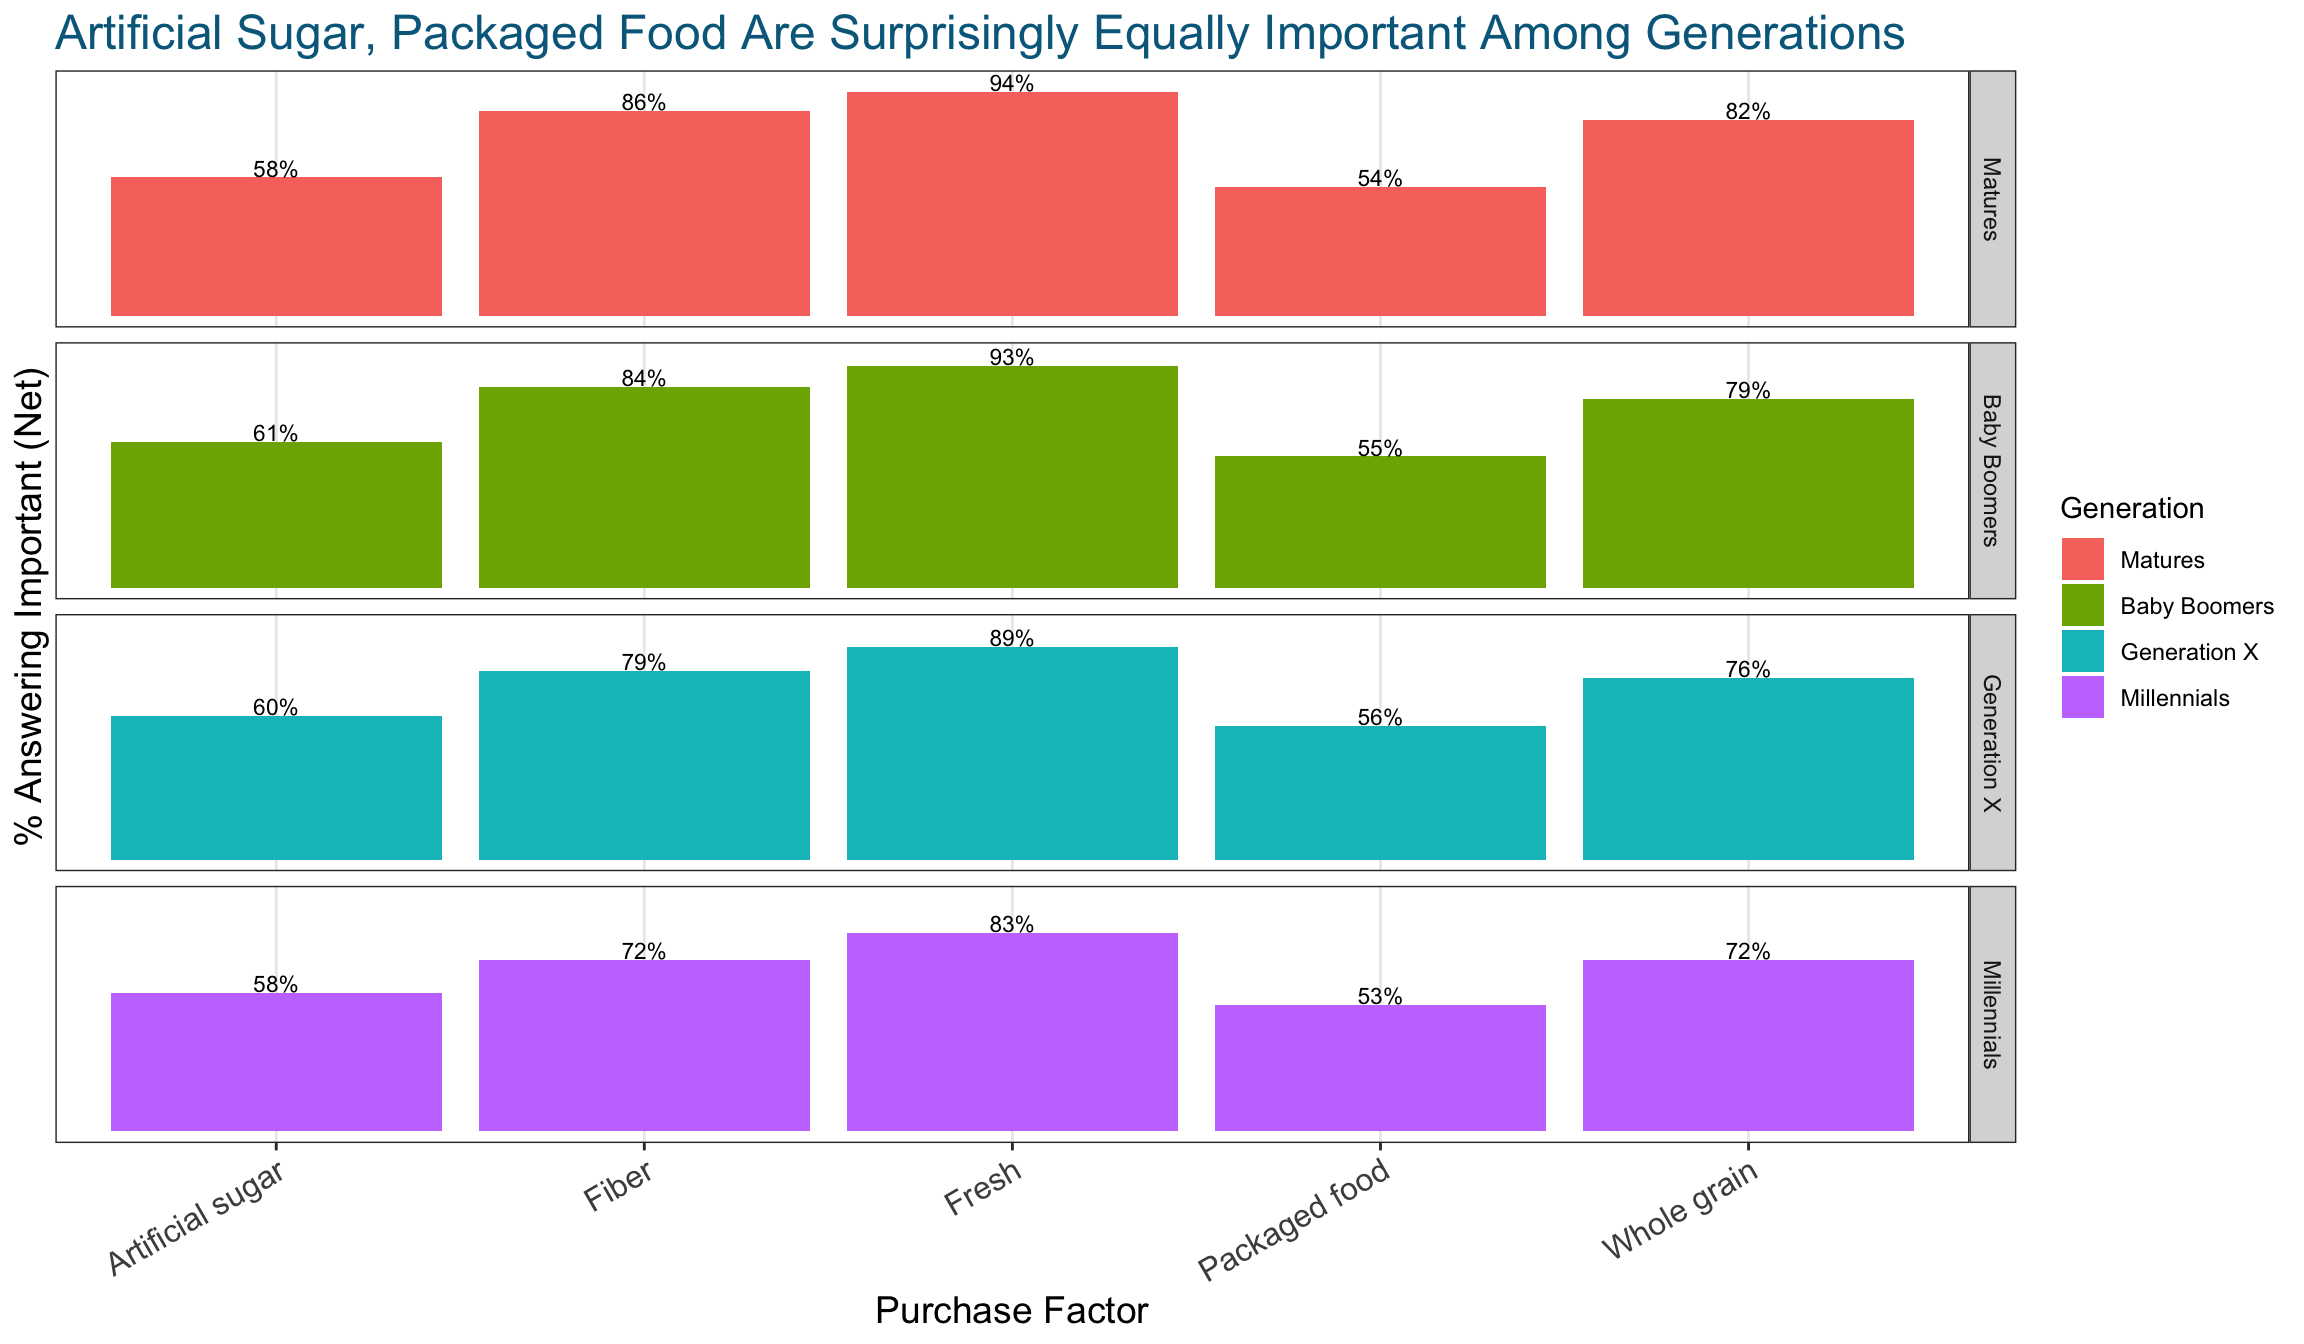 Artificial Sugar, Packaged Food Are Surprisingly Equally Important Among Generations
% Answering Important (Net)
58%
86%
94%
54%
82%
Matures
61%
84%
93%
55%
79%
Baby Boomers
60%
79%
89%
56%
76%
Generation X
58%
72%
83%
53%
72%
Millennials
Artificial sugar
Fiber
Fresh
Packaged food
Whole grain
Purchase Factor
Generation
Matures
Baby Boomers
Generation X
Millennials